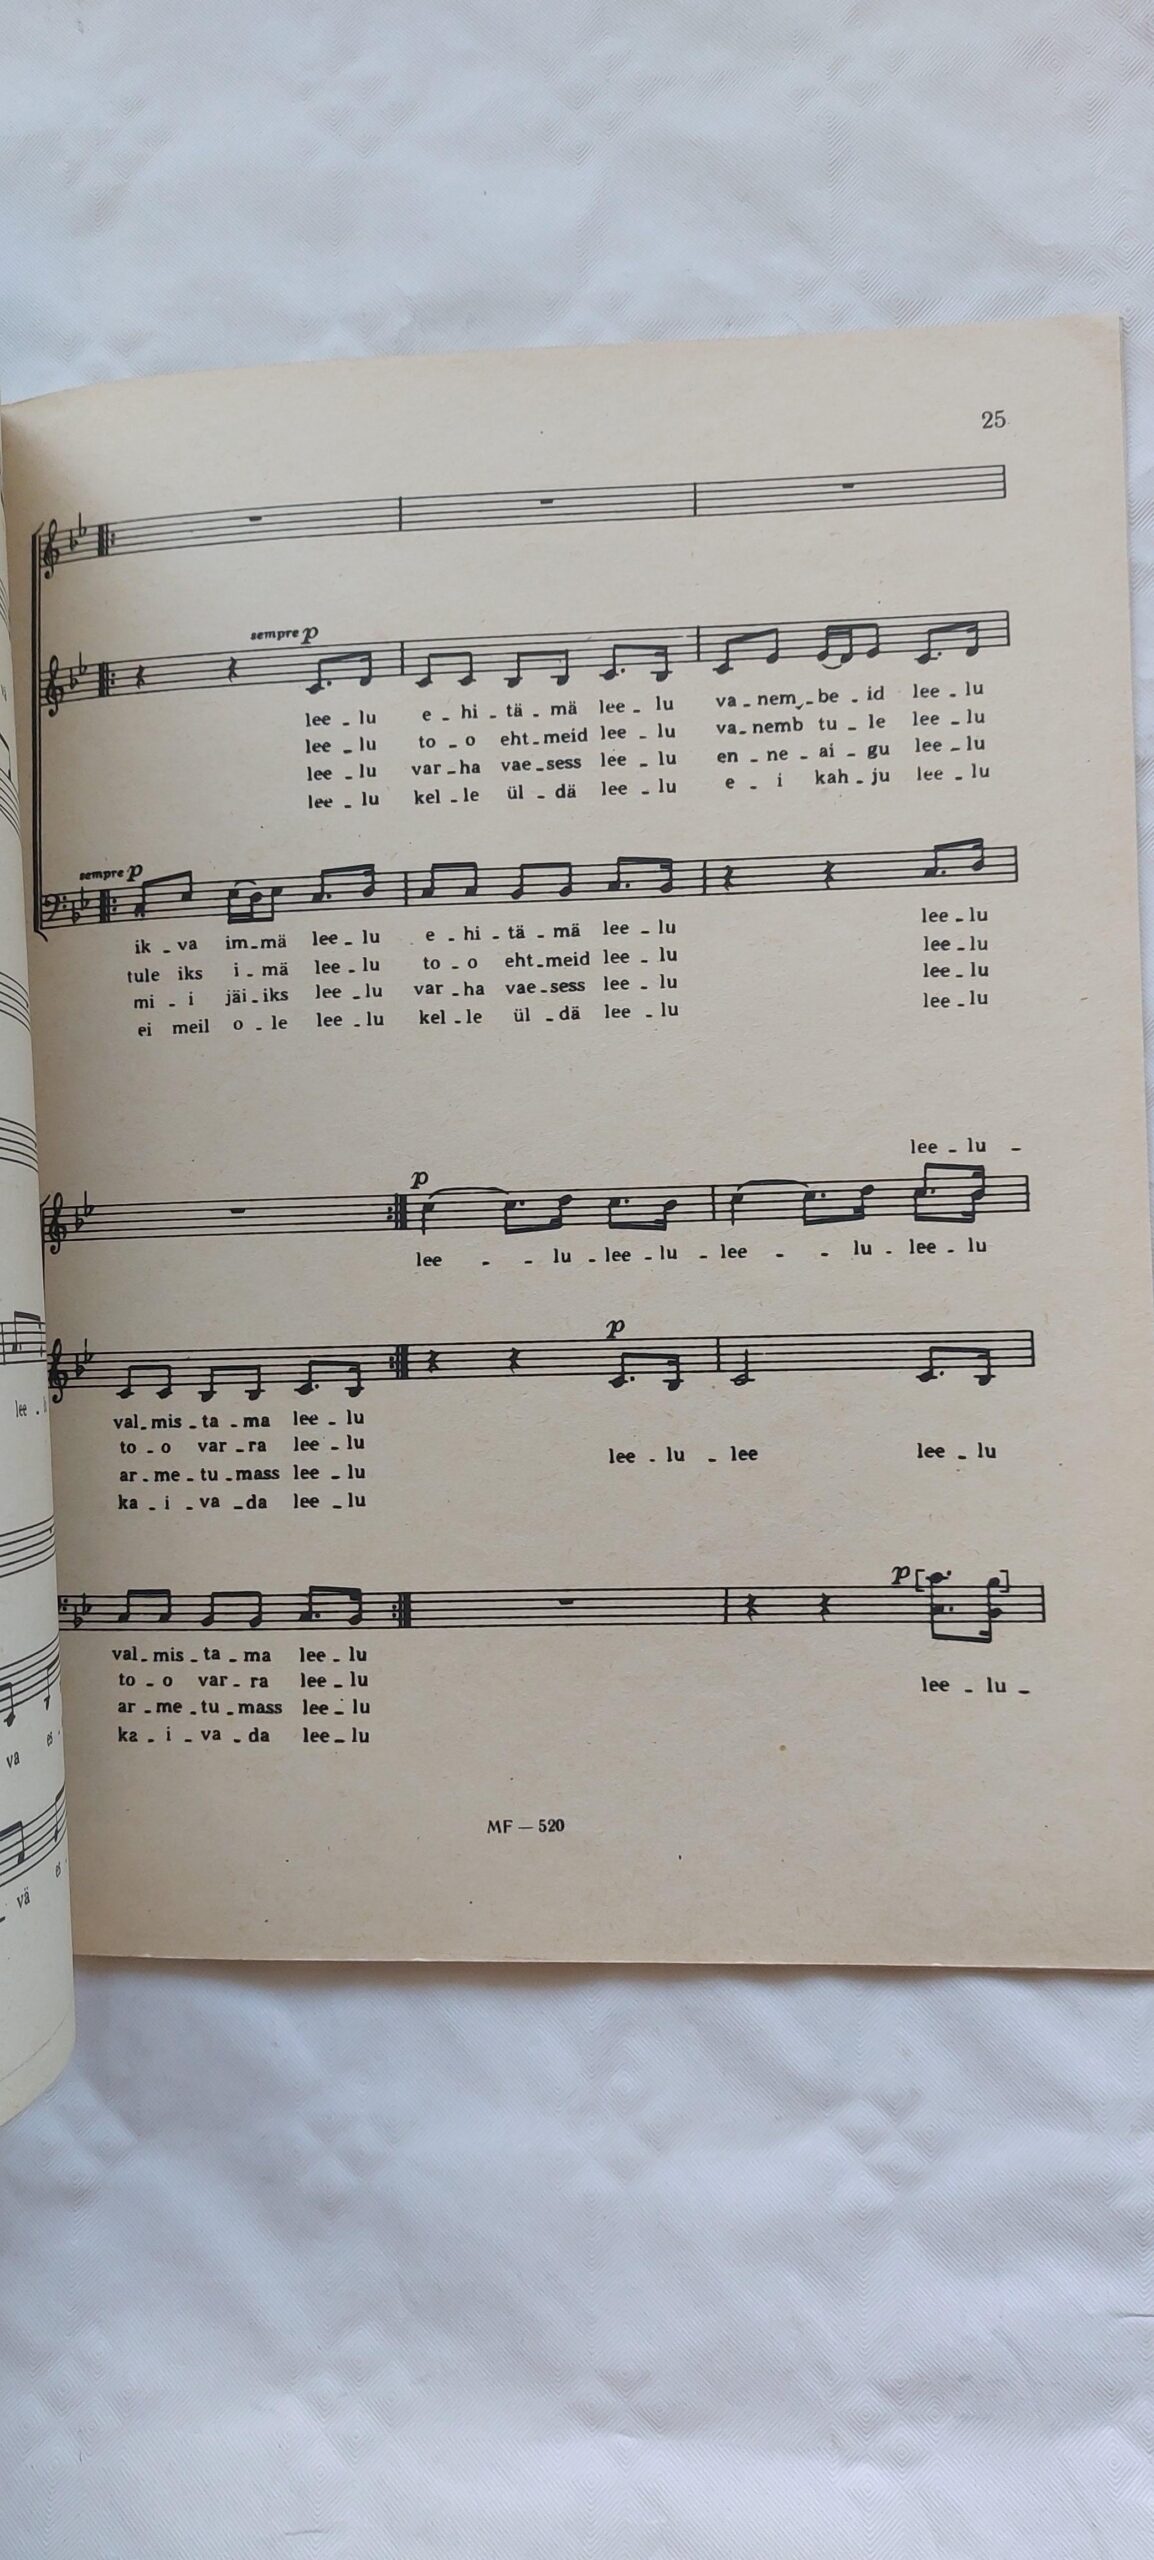 25
sempre p
lee - lu e - hi - tä - mä lee - lu va - nem - be - id lee - lu
lee - lu to - o eht - meid lee - lu va - nemb tu - le lee - lu
lee - lu var - ha vae - sess lee - lu en - ne - ai - gu lee - lu
lee - lu kel - le ül - dä lee - lu e - i kah - ju lee - lu
sempre p
ik - va im - mä lee - lu e - hi - tä - mä lee - lu lee - lu
tule iks i - mä lee - lu to - o eht - meid lee - lu lee - lu
mi - i jäi - iks lee - lu var - ha vae - sess lee - lu lee - lu
ei meil o - le lee - lu kel - le ül - dä lee - lu lee - lu
lee - lu -
p
lee - - lu - lee - lu - lee - - lu - lee - lu
p
val - mis - ta - ma lee - lu
to - o var - ra lee - lu
lee - lu - lee lee - lu
ar - me - tu - mass lee - lu
ka - i - va - da lee - lu
p
val - mis - ta - ma lee - lu
to - o var - ra lee - lu
lee - lu -
ar - me - tu - mass lee - lu
ka - i - va - da lee - lu
MF — 520
lee -
va es
vä es